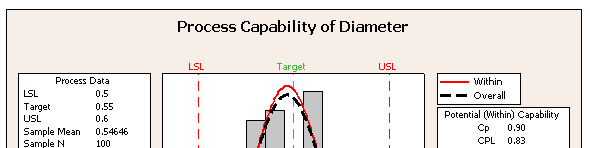 Process Capability of Diameter
LSL Target USL
Process Data
LSL 0.5
Target 0.55
USL 0.6
Sample Mean 0.54646
Sample N 100
Within
Overall
Potential (Within) Capability
Cp 0.90
CPL 0.83